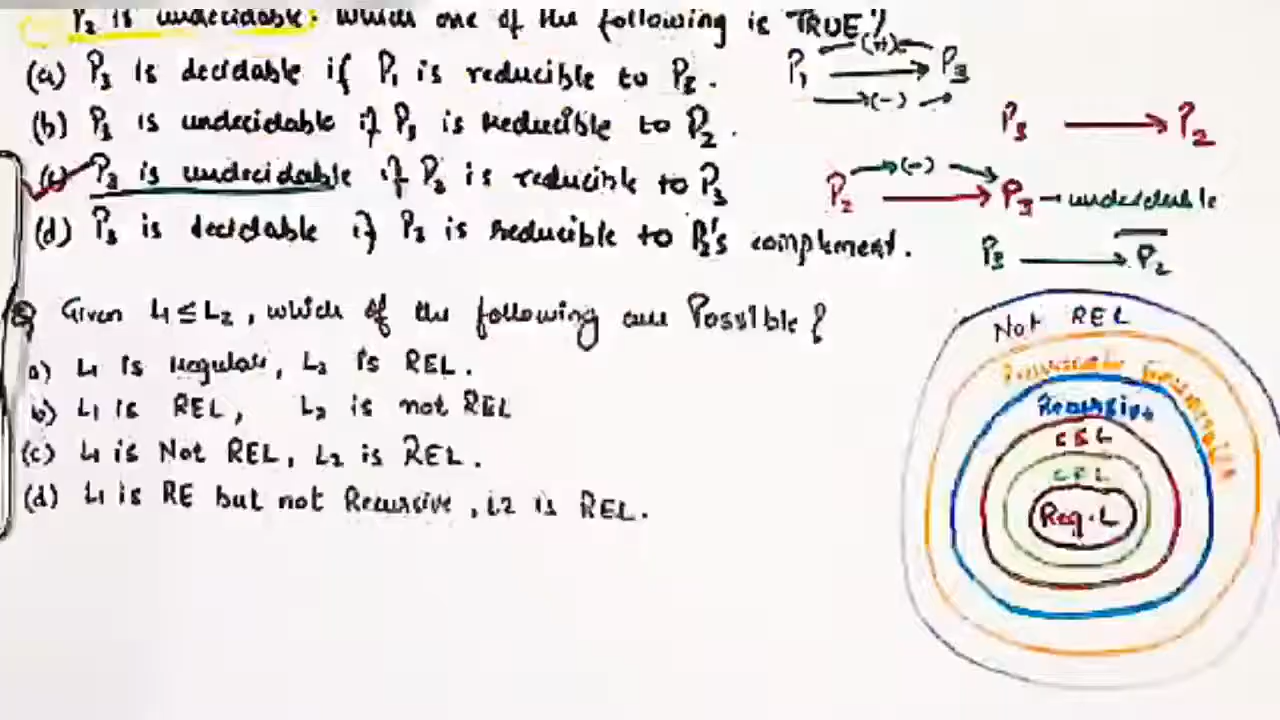 P₂ is undecidable. which one of the following is TRUE?
(a) P₃ is decidable if P₁ is reducible to P₃.
(b) P₃ is undecidable if P₃ is reducible to P₂.
(c) P₃ is undecidable if P₂ is reducible to P₃
(d) P₃ is decidable if P₃ is reducible to P₂'s complement.
P₁ → P₃
(+)
(-)
P₃ → P₂
(-)
P₂ → P₃ → undecidable
P₃ → P̅₂
Q Given L₁ ≤ L₂, which of the following are Possible?
a) L₁ is regular, L₂ is REL.
b) L₁ is REL, L₂ is not REL
(c) L₁ is Not REL, L₂ is REL.
(d) L₁ is RE but not Recursive, L2 is REL.
Not REL
Recursive
CSL
CFL
Reg.L